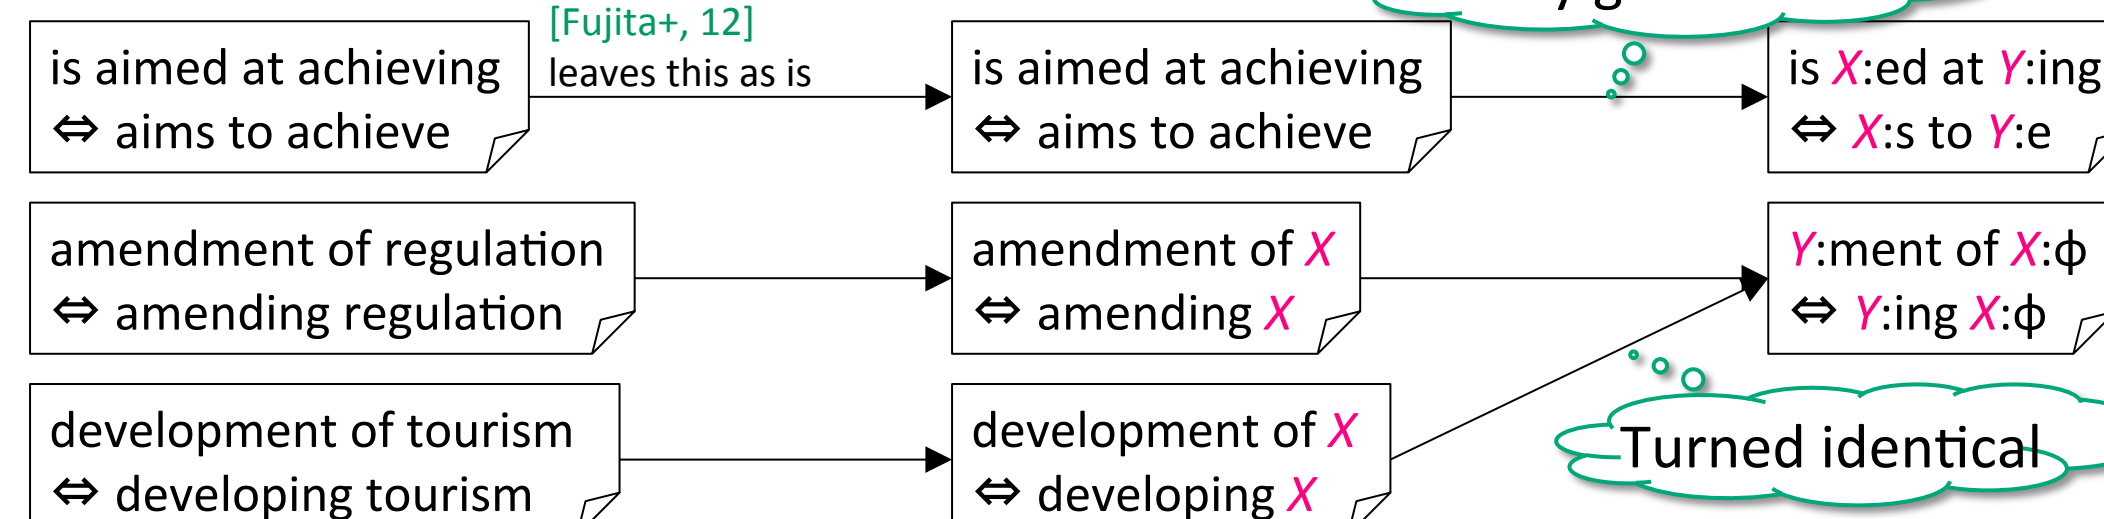 [Fujita+, 12]
leaves this as is
is aimed at achieving
⇔ aims to achieve
is aimed at achieving
⇔ aims to achieve
is X:ed at Y:ing
⇔ X:s to Y:e
amendment of regulation
⇔ amending regulation
amendment of X
⇔ amending X
Y:ment of X:ϕ
⇔ Y:ing X:ϕ
development of tourism
⇔ developing tourism
development of X
⇔ developing X
Turned identical